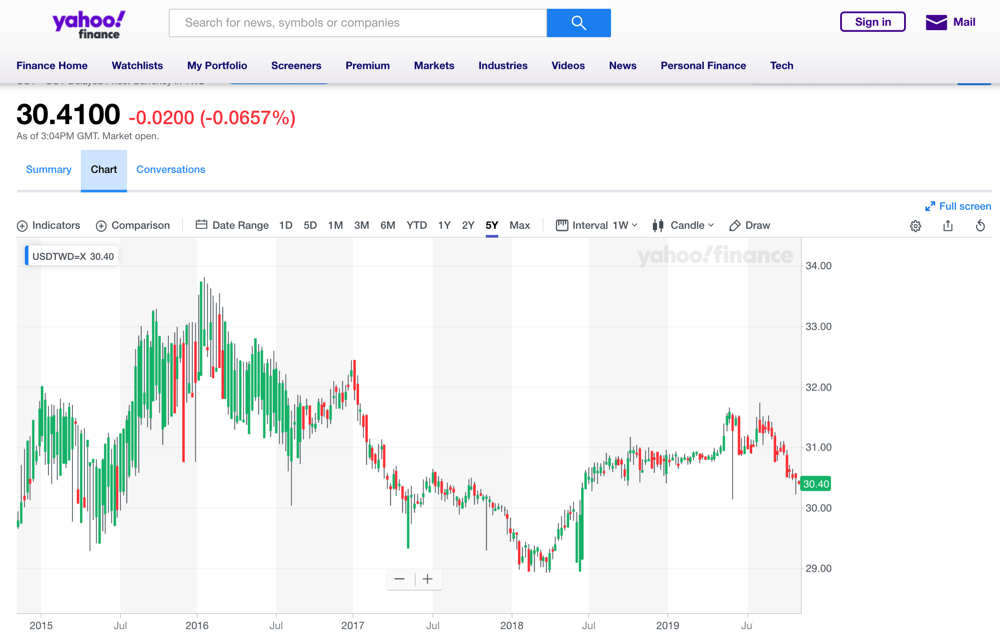 yahoo!
finance
Search for news, symbols or companies
Sign in
Mail
Finance Home Watchlists My Portfolio Screeners Premium Markets Industries Videos News Personal Finance Tech
30.4100 -0.0200 (-0.0657%)
As of 3:04PM GMT. Market open.
Summary Chart Conversations
Full screen
Indicators Comparison Date Range 1D 5D 1M 3M 6M YTD 1Y 2Y 5Y Max Interval 1W Candle Draw
USDTWD=X 30.40
yahoo!finance
34.00
33.00
32.00
31.00
30.40
30.00
29.00
2015 Jul 2016 Jul 2017 Jul 2018 Jul 2019 Ju